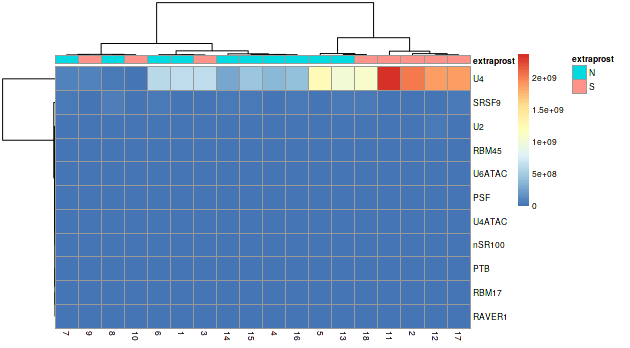 extraprost
extraprost
N
S
U4
SRSF9
U2
RBM45
U6ATAC
PSF
U4ATAC
nSR100
PTB
RBM17
RAVER1
2e+09
1.5e+09
1e+09
5e+08
0
7 9 8 10 6 1 3 14 15 4 16 5 13 18 11 2 12 17